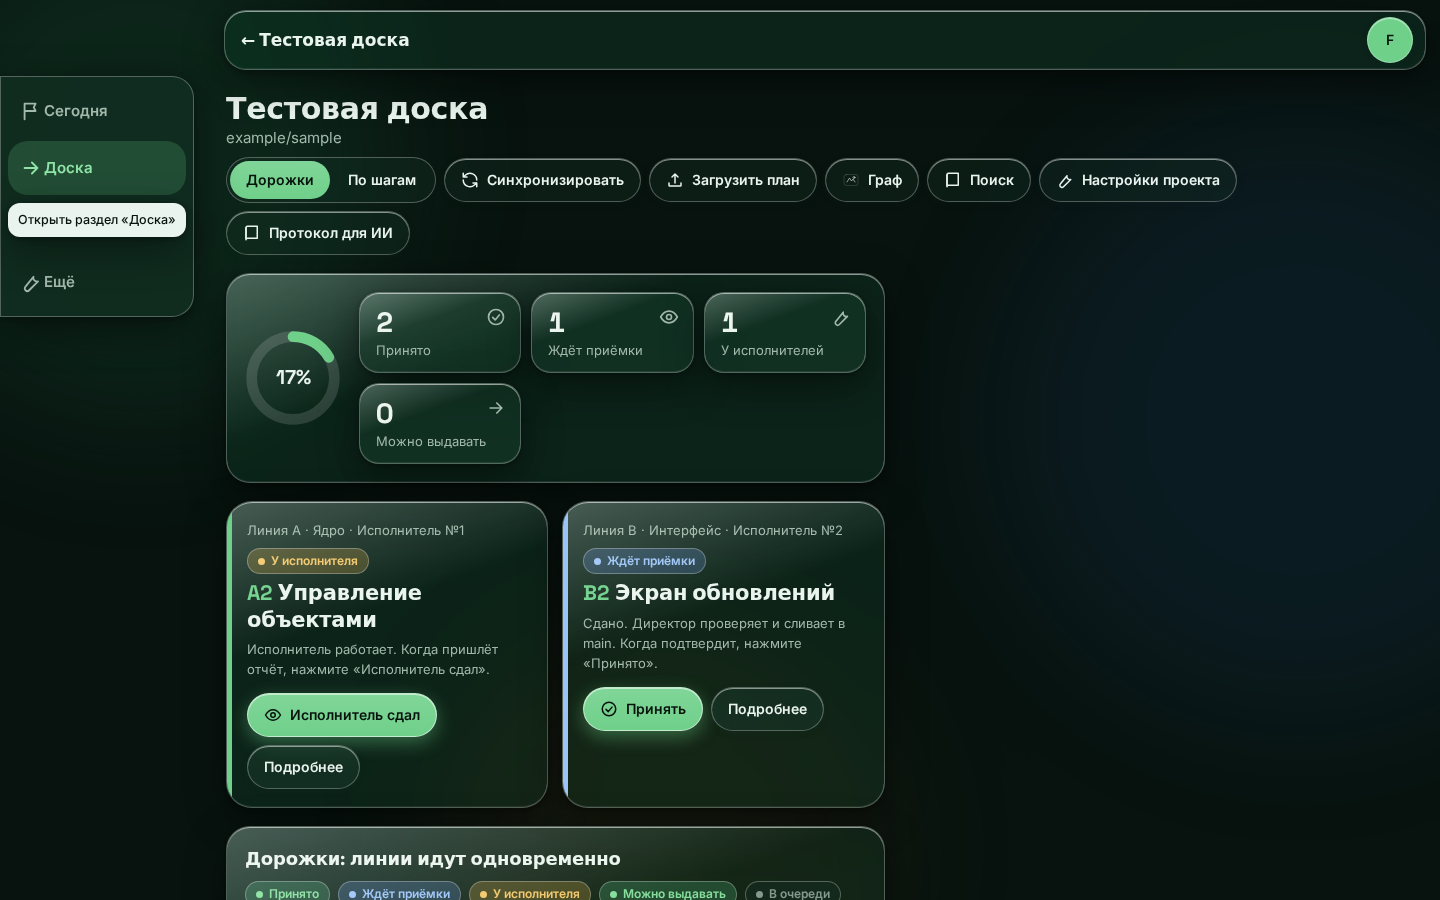 ← Тестовая доска
F
Сегодня
Доска
Открыть раздел «Доска»
Ещё
Тестовая доска
example/sample
Дорожки
По шагам
Синхронизировать
Загрузить план
Граф
Поиск
Настройки проекта
Протокол для ИИ
17%
2
Принято
1
Ждёт приёмки
1
У исполнителей
0
Можно выдавать
Линия A · Ядро · Исполнитель №1
У исполнителя
A2 Управление
объектами
Исполнитель работает. Когда пришлёт
отчёт, нажмите «Исполнитель сдал».
Исполнитель сдал
Подробнее
Линия B · Интерфейс · Исполнитель №2
Ждёт приёмки
B2 Экран обновлений
Сдано. Директор проверяет и сливает в
main. Когда подтвердит, нажмите
«Принято».
Принять
Подробнее
Дорожки: линии идут одновременно
Принято
Ждёт приёмки
У исполнителя
Можно выдавать
В очереди